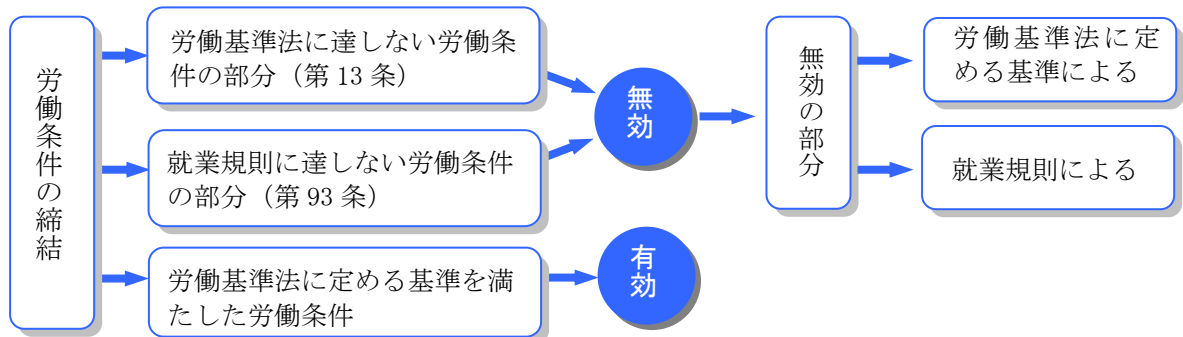 労働条件の締結
労働基準法に達しない労働条
件の部分（第 13 条）
就業規則に達しない労働条件
の部分（第 93 条）
労働基準法に定める基準を満
たした労働条件
無効
有効
無効の部分
労働基準法に定
める基準による
就業規則による